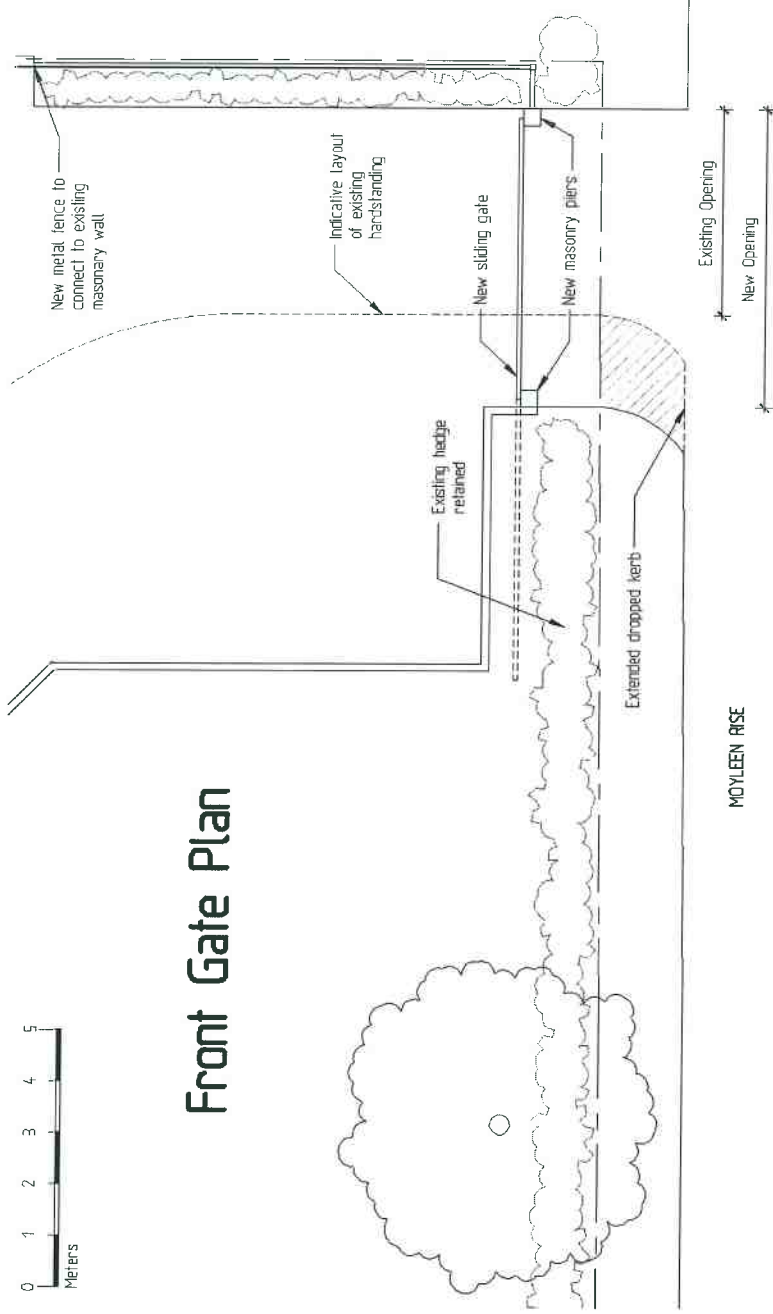 0 1 2 3 4 5
Meters
Front Gate Plan
New metal fence to
connect to existing
masonary wall
Indicative layout
of existing
hardstanding
New sliding gate
New masonry piers
Existing hedge
retained
Extended dropped kerb
Existing Opening
New Opening
MOYLEEN RISE